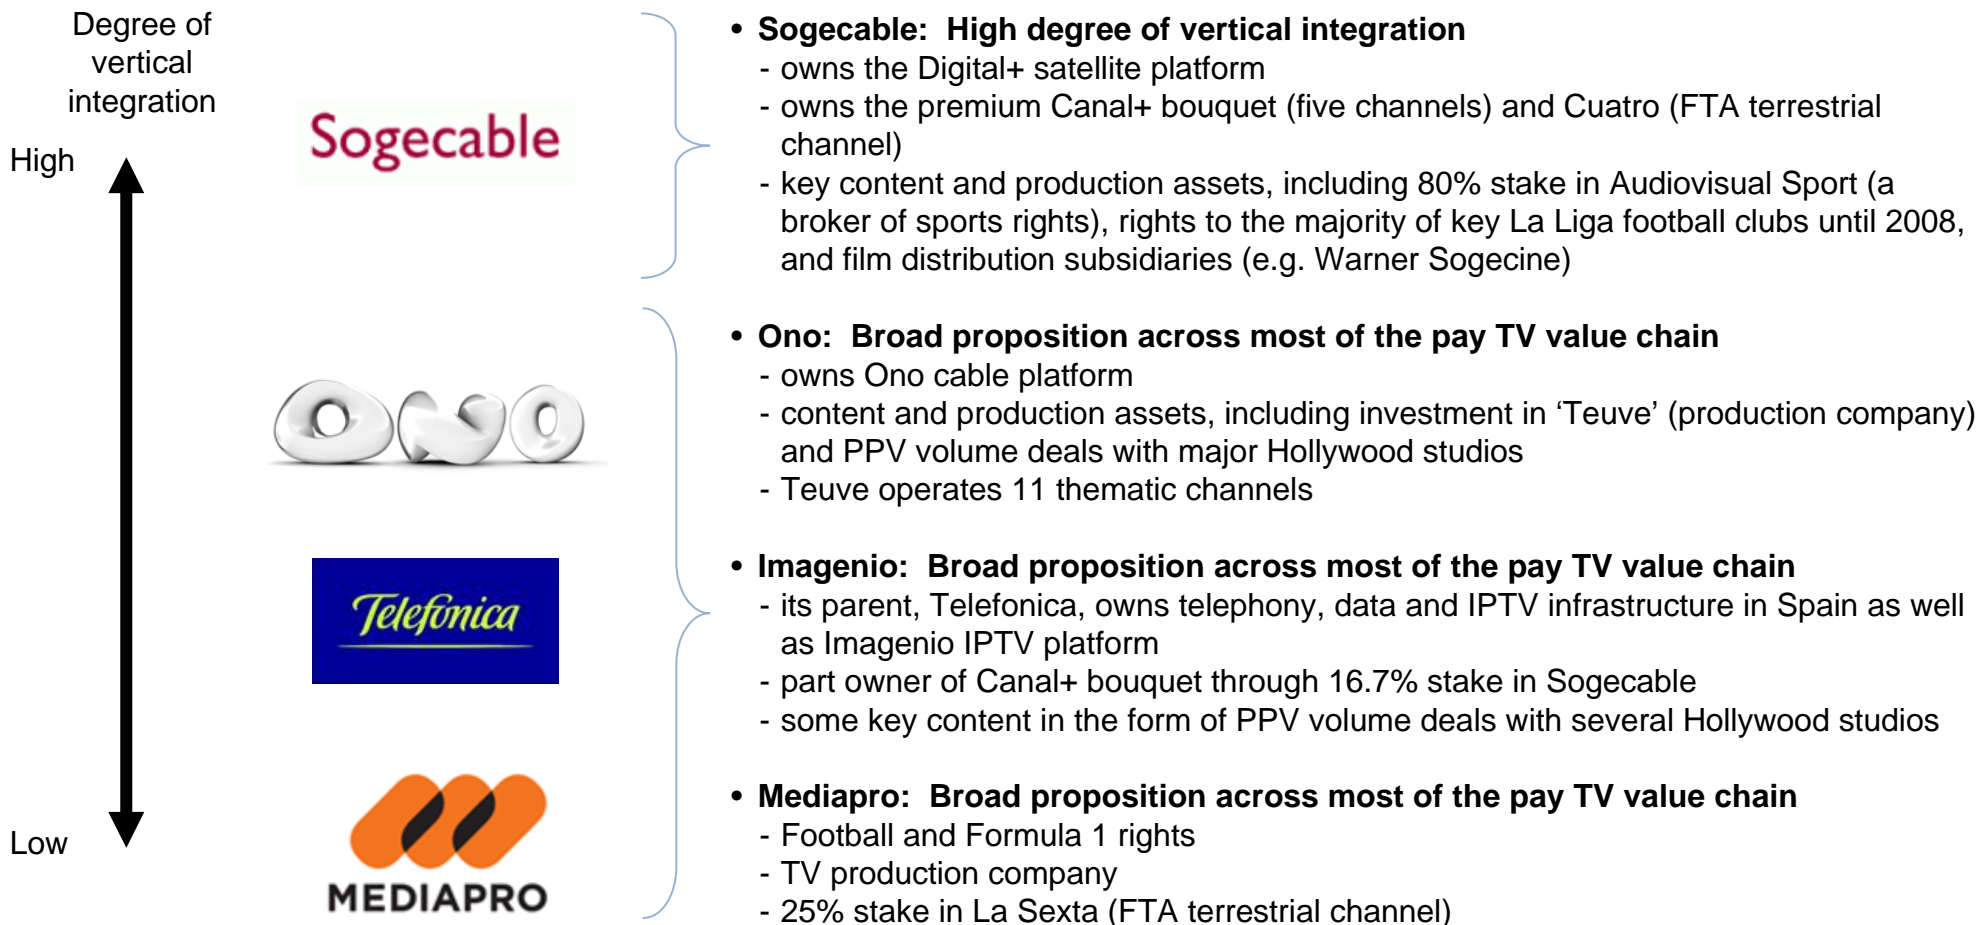 Degree of
vertical
integration
High
Low
Sogecable
ono
Telefónica
MEDIAPRO
• Sogecable:  High degree of vertical integration
- owns the Digital+ satellite platform
- owns the premium Canal+ bouquet (five channels) and Cuatro (FTA terrestrial
channel)
- key content and production assets, including 80% stake in Audiovisual Sport (a
broker of sports rights), rights to the majority of key La Liga football clubs until 2008,
and film distribution subsidiaries (e.g. Warner Sogecine)
• Ono:  Broad proposition across most of the pay TV value chain
- owns Ono cable platform
- content and production assets, including investment in ‘Teuve’ (production company)
and PPV volume deals with major Hollywood studios
- Teuve operates 11 thematic channels
• Imagenio:  Broad proposition across most of the pay TV value chain
- its parent, Telefonica, owns telephony, data and IPTV infrastructure in Spain as well
as Imagenio IPTV platform
- part owner of Canal+ bouquet through 16.7% stake in Sogecable
- some key content in the form of PPV volume deals with several Hollywood studios
• Mediapro:  Broad proposition across most of the pay TV value chain
- Football and Formula 1 rights
- TV production company
- 25% stake in La Sexta (FTA terrestrial channel)